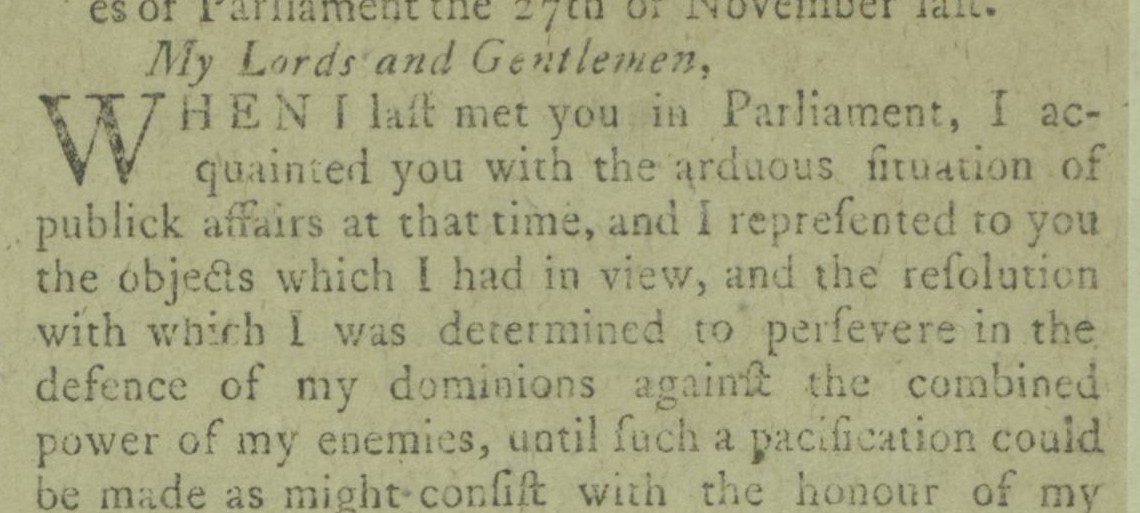 es of Parliament the 27th of November laſt.
My Lords and Gentlemen,
WHEN I laſt met you in Parliament, I ac-
quainted you with the arduous ſituation of
publick affairs at that time, and I repreſented to you
the objects which I had in view, and the reſolution
with which I was determined to perſevere in the
defence of my dominions againſt the combined
power of my enemies, until ſuch a pacification could
be made as might conſiſt with the honour of my